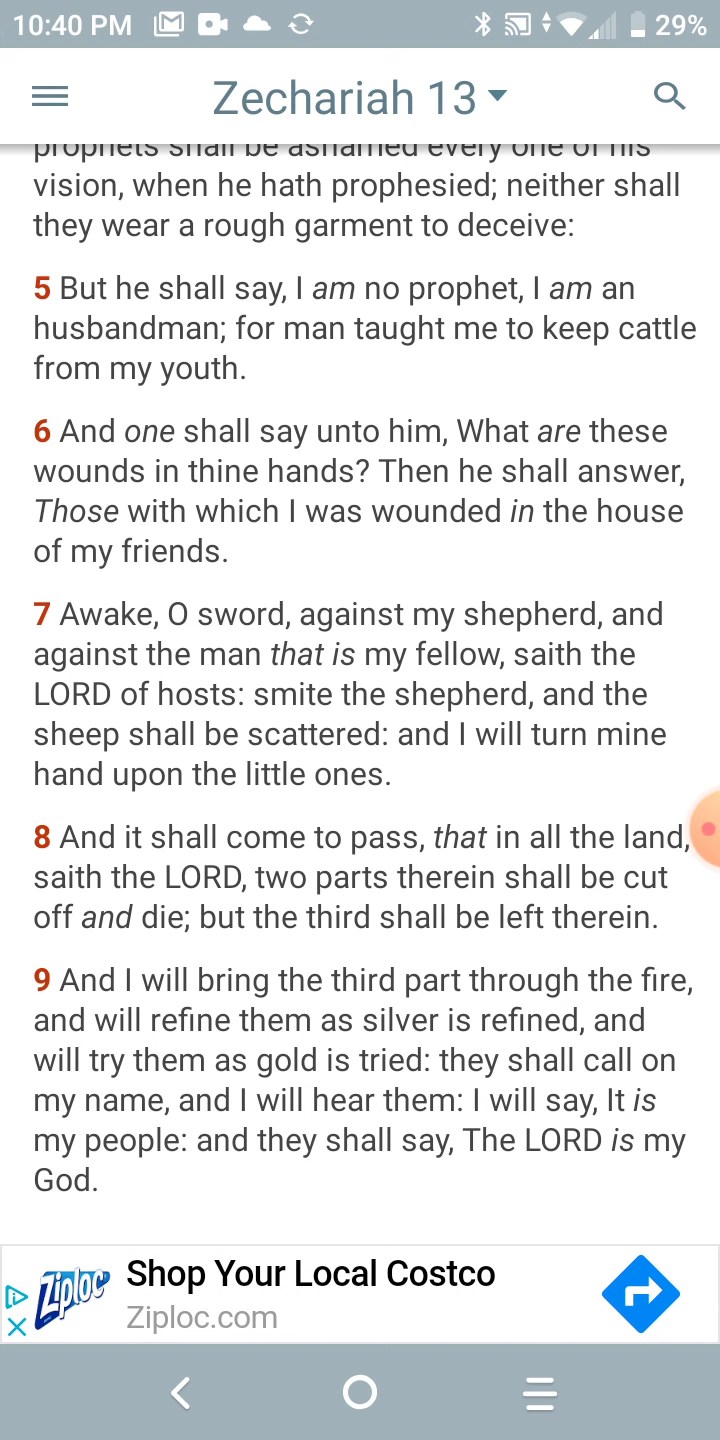 10:40 PM 29%
Zechariah 13
prophets shall be ashamed every one of his
vision, when he hath prophesied; neither shall
they wear a rough garment to deceive:
5 But he shall say, I am no prophet, I am an
husbandman; for man taught me to keep cattle
from my youth.
6 And one shall say unto him, What are these
wounds in thine hands? Then he shall answer,
Those with which I was wounded in the house
of my friends.
7 Awake, O sword, against my shepherd, and
against the man that is my fellow, saith the
LORD of hosts: smite the shepherd, and the
sheep shall be scattered: and I will turn mine
hand upon the little ones.
8 And it shall come to pass, that in all the land,
saith the LORD, two parts therein shall be cut
off and die; but the third shall be left therein.
9 And I will bring the third part through the fire,
and will refine them as silver is refined, and
will try them as gold is tried: they shall call on
my name, and I will hear them: I will say, It is
my people: and they shall say, The LORD is my
God.
Ziploc
Shop Your Local Costco
Ziploc.com